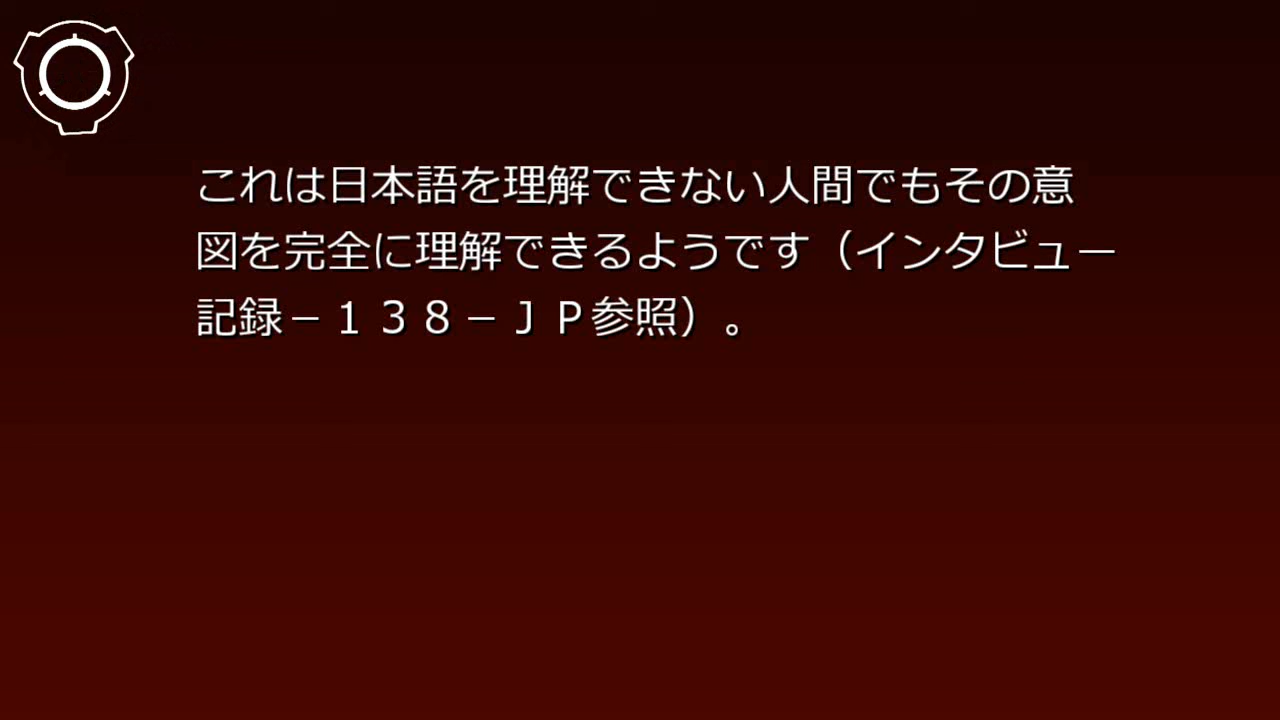 これは日本語を理解できない人間でもその意
図を完全に理解できるようです（インタビュー
記録－１３８－ＪＰ参照）。